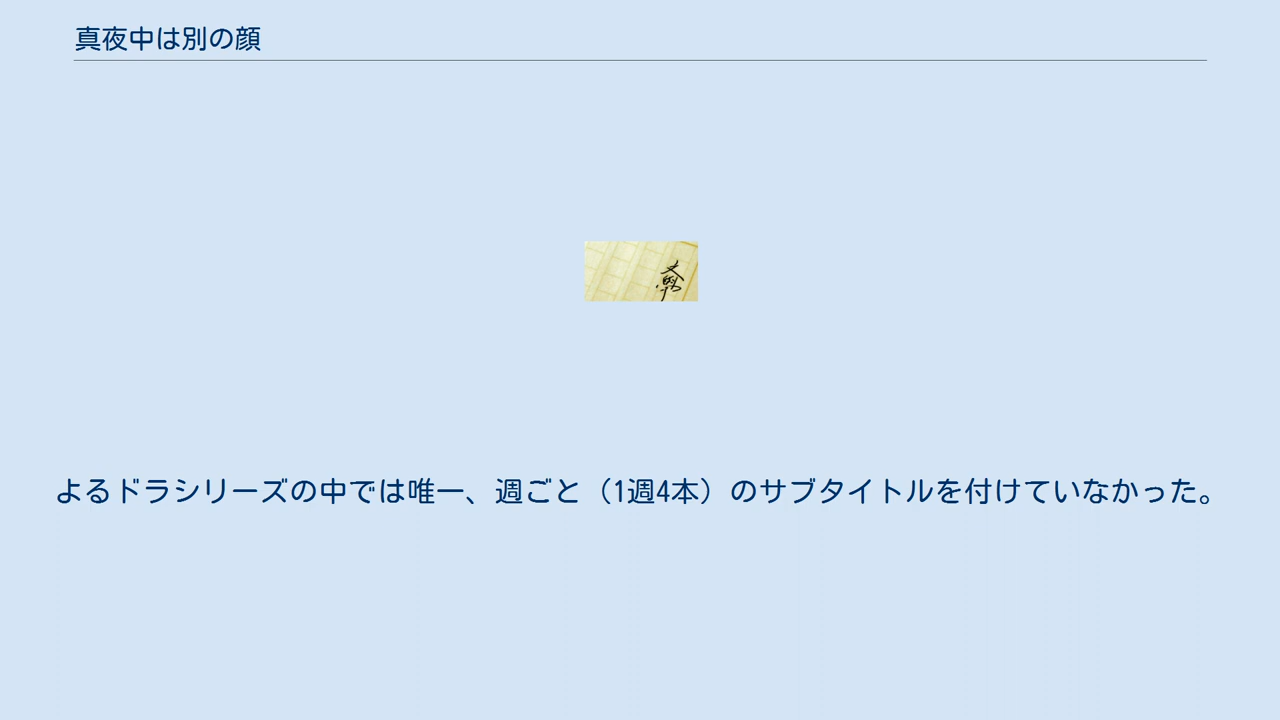 真夜中は別の顔
よるドラシリーズの中では唯一、週ごと（1週4本）のサブタイトルを付けていなかった。